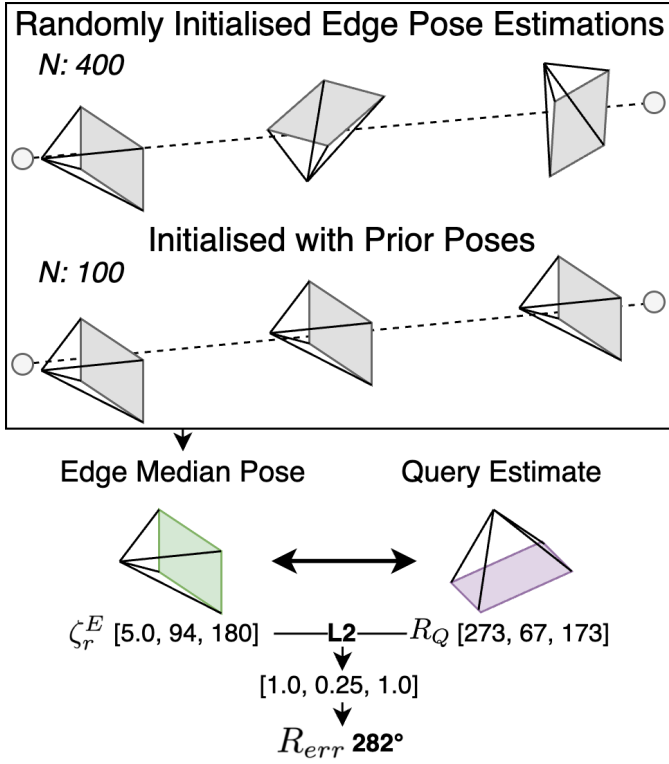 Randomly Initialised Edge Pose Estimations
N: 400
Initialised with Prior Poses
N: 100
Edge Median Pose Query Estimate
ζ_r^E [5.0, 94, 180] L2 R_Q [273, 67, 173]
[1.0, 0.25, 1.0]
R_err 282°